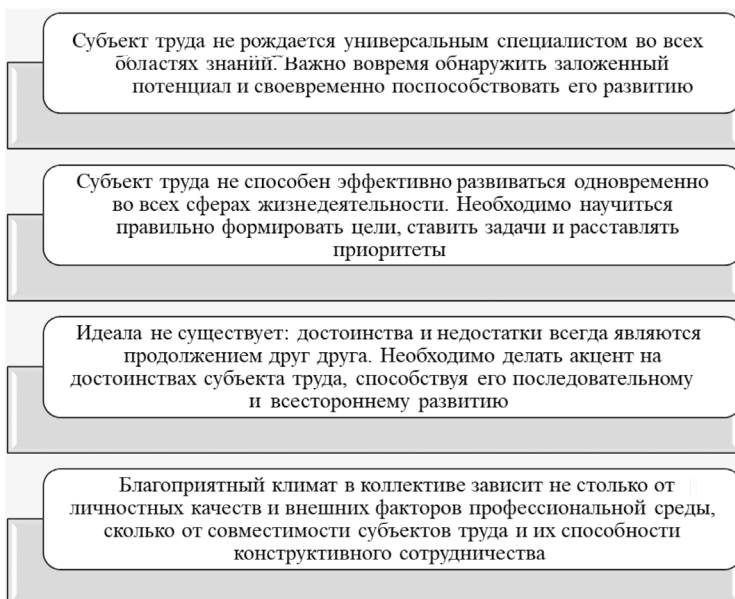 Субъект труда не рождается универсальным специалистом во всех
областях знаний. Важно вовремя обнаружить заложенный
потенциал и своевременно поспособствовать его развитию
Субъект труда не способен эффективно развиваться одновременно
во всех сферах жизнедеятельности. Необходимо научиться
правильно формировать цели, ставить задачи и расставлять
приоритеты
Идеала не существует: достоинства и недостатки всегда являются
продолжением друг друга. Необходимо делать акцент на
достоинствах субъекта труда, способствуя его последовательному
и всестороннему развитию
Благоприятный климат в коллективе зависит не столько от
личностных качеств и внешних факторов профессиональной среды,
сколько от совместимости субъектов труда и их способности
конструктивного сотрудничества